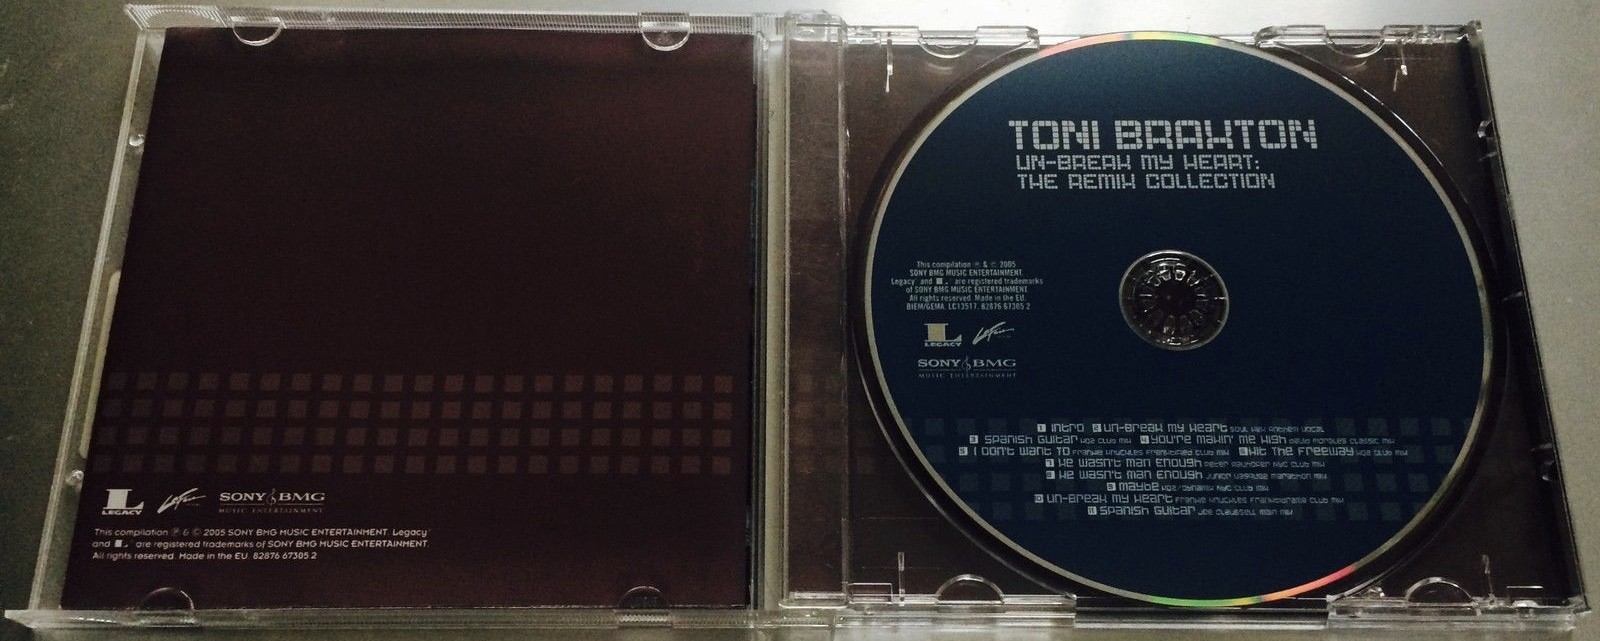 LEGACY
SONY BMG
MUSIC ENTERTAINMENT
This compilation ℗ & © 2005 SONY BMG MUSIC ENTERTAINMENT. Legacy
and L. are registered trademarks of SONY BMG MUSIC ENTERTAINMENT.
All rights reserved. Made in the EU. 82876 67305 2
TONI BRAXTON
UN-BREAK MY HEART:
THE REMIX COLLECTION
This compilation ℗ & © 2005
SONY BMG MUSIC ENTERTAINMENT.
Legacy and L. are registered trademarks
of SONY BMG MUSIC ENTERTAINMENT.
All rights reserved. Made in the EU.
BIEM/GEMA. LC13517. 82876 67305 2
LEGACY
SONY BMG
MUSIC ENTERTAINMENT
1 Intro 2 Un-Break My Heart Soul Hex Anthem Vocal
3 Spanish Guitar HQ2 Club Mix 4 You're Makin' Me High David Morales Classic Mix
5 I Don't Want To Frankie Knuckles Franktified Club Mix 6 Hit The Freeway HQ2 Club Mix
7 He Wasn't Man Enough Peter Rauhofer NYC Club Mix
8 He Wasn't Man Enough Junior Vasquez Marathon Mix
9 Maybe HQ2/Dynamix NYC Club Mix
10 Un-Break My Heart Frankie Knuckles Franktidrama Club Mix
11 Spanish Guitar Joe Claussell Main Mix